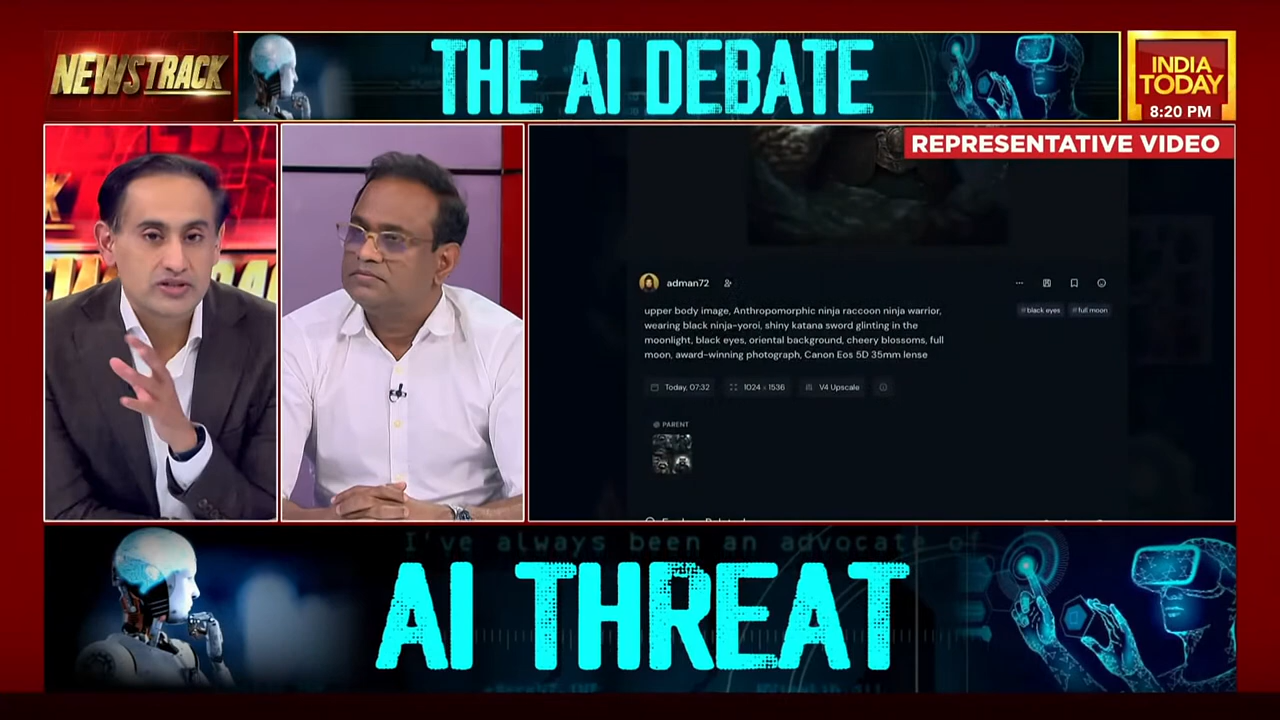 NEWSTRACK
THE AI DEBATE
INDIA
TODAY
8:20 PM
REPRESENTATIVE VIDEO
adman72
upper body image, Anthropomorphic ninja raccoon ninja warrior,
wearing black ninja-yoroi, shiny katana sword glinting in the
moonlight, black eyes, oriental background, cheery blossoms, full
moon, award-winning photograph, Canon Eos 5D 35mm lense
#black eyes #full moon
Today, 07:32 1024 x 1536 V4 Upscale
PARENT
I've always been an advocate of
AI THREAT